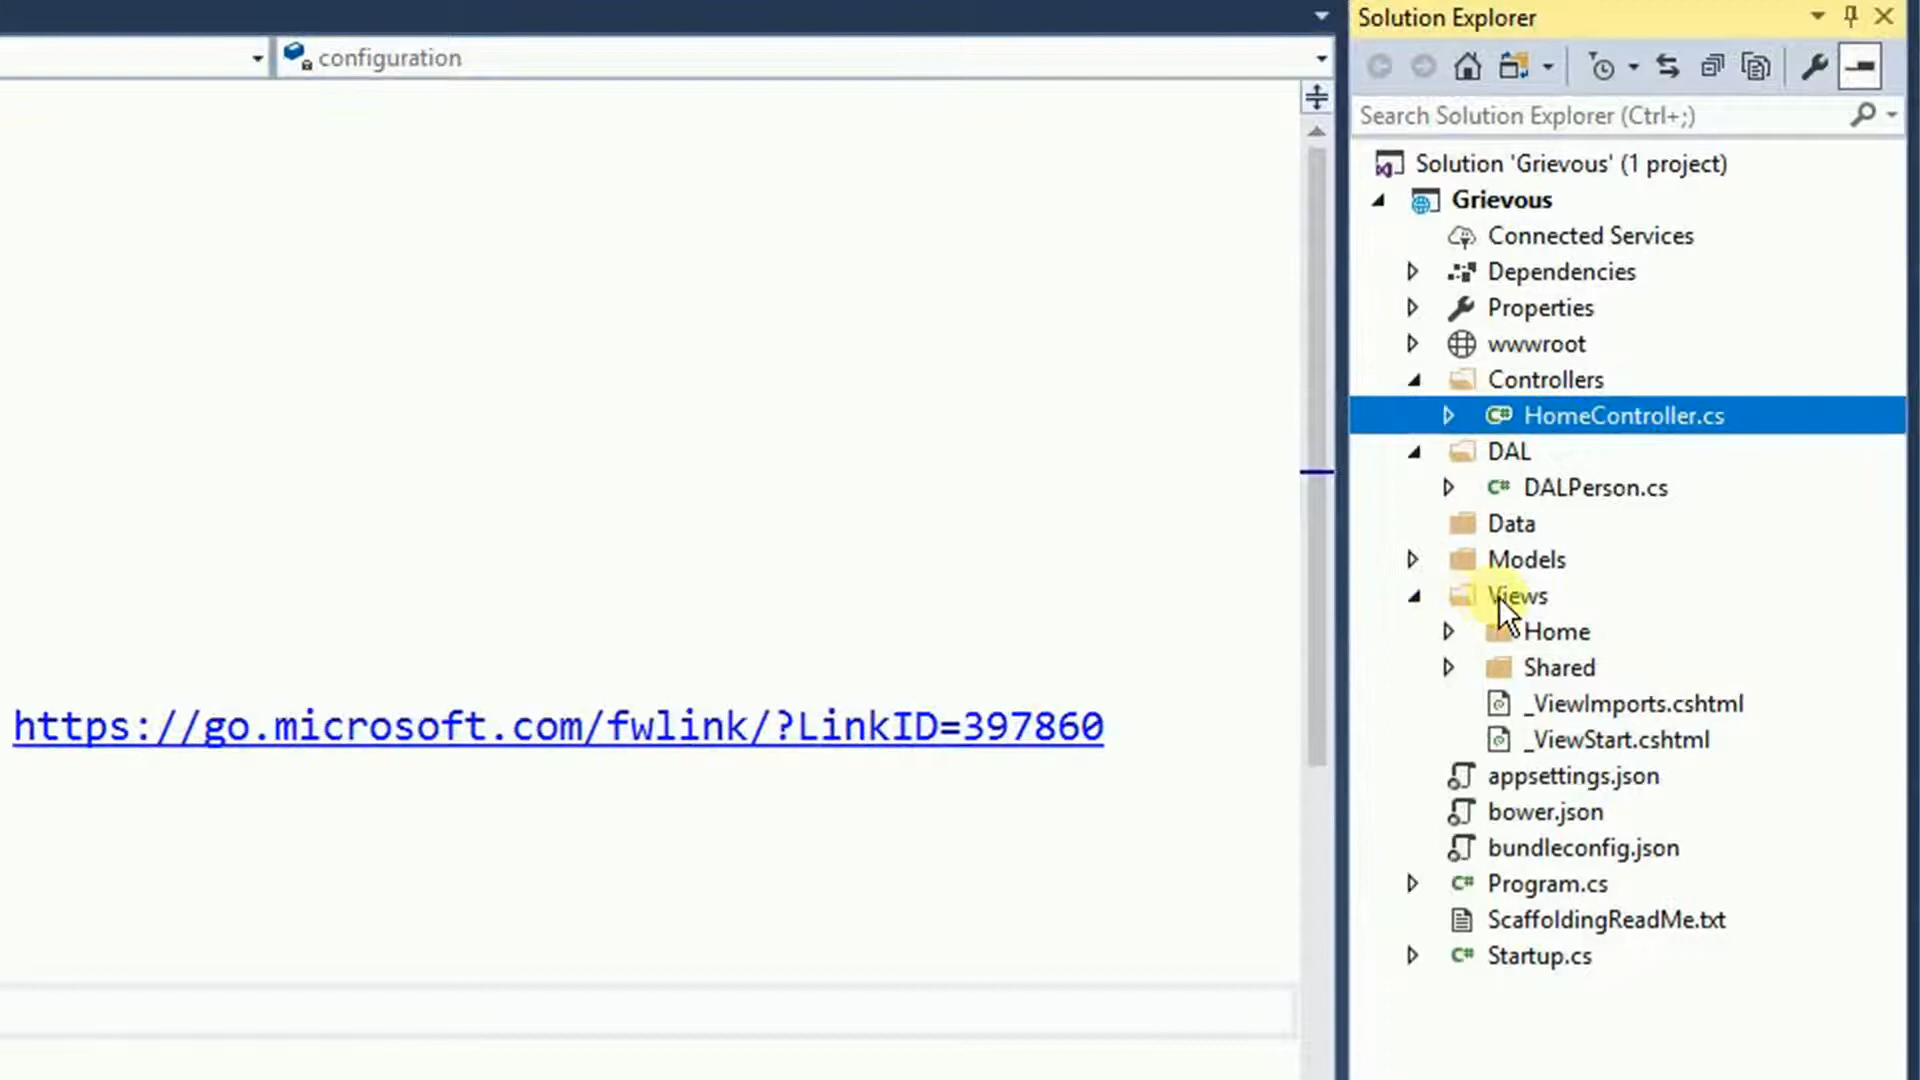 Solution Explorer
configuration
Search Solution Explorer (Ctrl+;)
Solution 'Grievous' (1 project)
Grievous
Connected Services
Dependencies
Properties
wwwroot
Controllers
C# HomeController.cs
DAL
C# DALPerson.cs
Data
Models
Views
Home
Shared
_ViewImports.cshtml
https://go.microsoft.com/fwlink/?LinkID=397860
_ViewStart.cshtml
appsettings.json
bower.json
bundleconfig.json
C# Program.cs
ScaffoldingReadMe.txt
C# Startup.cs